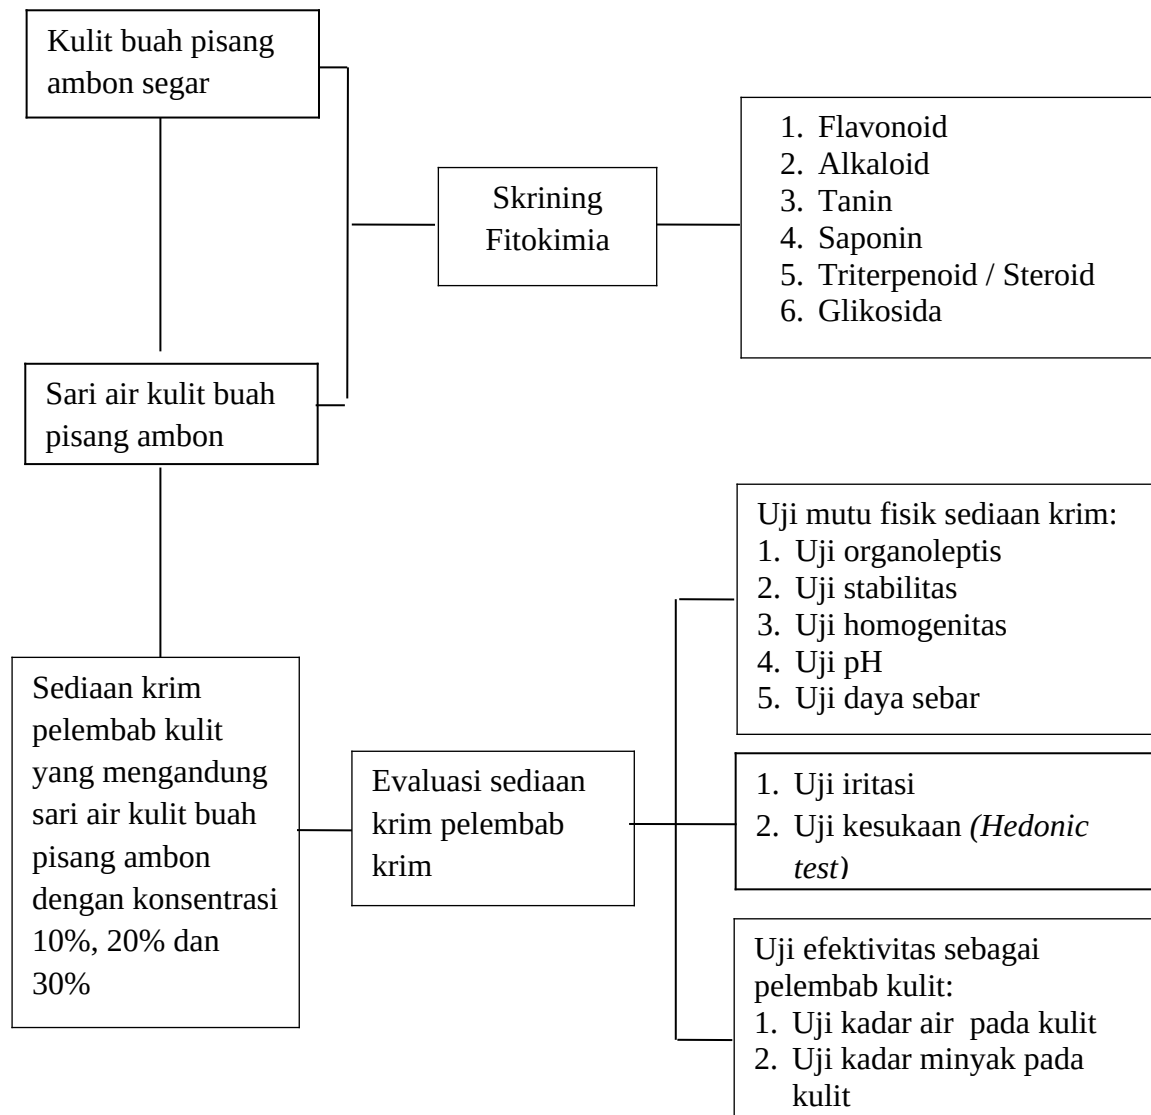 Kulit buah pisang
ambon segar
Skrining
Fitokimia
1. Flavonoid
2. Alkaloid
3. Tanin
4. Saponin
5. Triterpenoid / Steroid
6. Glikosida
Sari air kulit buah
pisang ambon
Sediaan krim
pelembab kulit
yang mengandung
sari air kulit buah
pisang ambon
dengan konsentrasi
10%, 20% dan
30%
Evaluasi sediaan
krim pelembab
krim
Uji mutu fisik sediaan krim:
1. Uji organoleptis
2. Uji stabilitas
3. Uji homogenitas
4. Uji pH
5. Uji daya sebar
1. Uji iritasi
2. Uji kesukaan (Hedonic
test)
Uji efektivitas sebagai
pelembab kulit:
1. Uji kadar air pada kulit
2. Uji kadar minyak pada
kulit